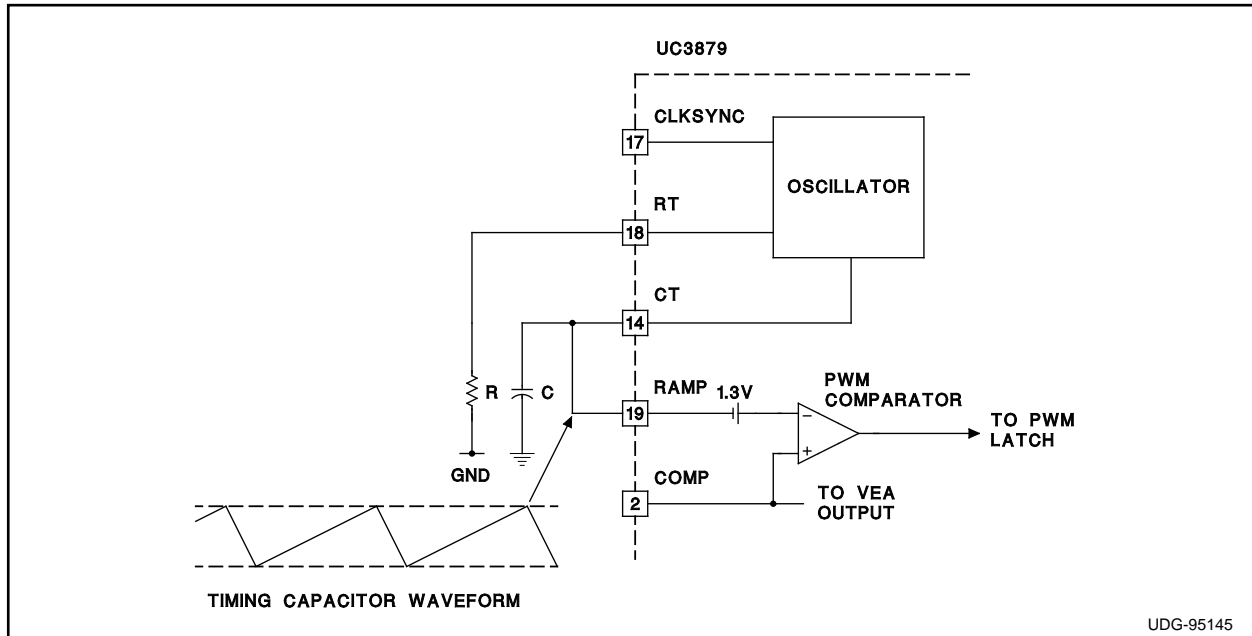 UC3879
CLKSYNC
17
OSCILLATOR
RT
18
CT
14
R
C
RAMP
1.3V
19
PWM
COMPARATOR
−
+
TO PWM
LATCH
GND
COMP
2
TO VEA
OUTPUT
TIMING CAPACITOR WAVEFORM
UDG-95145